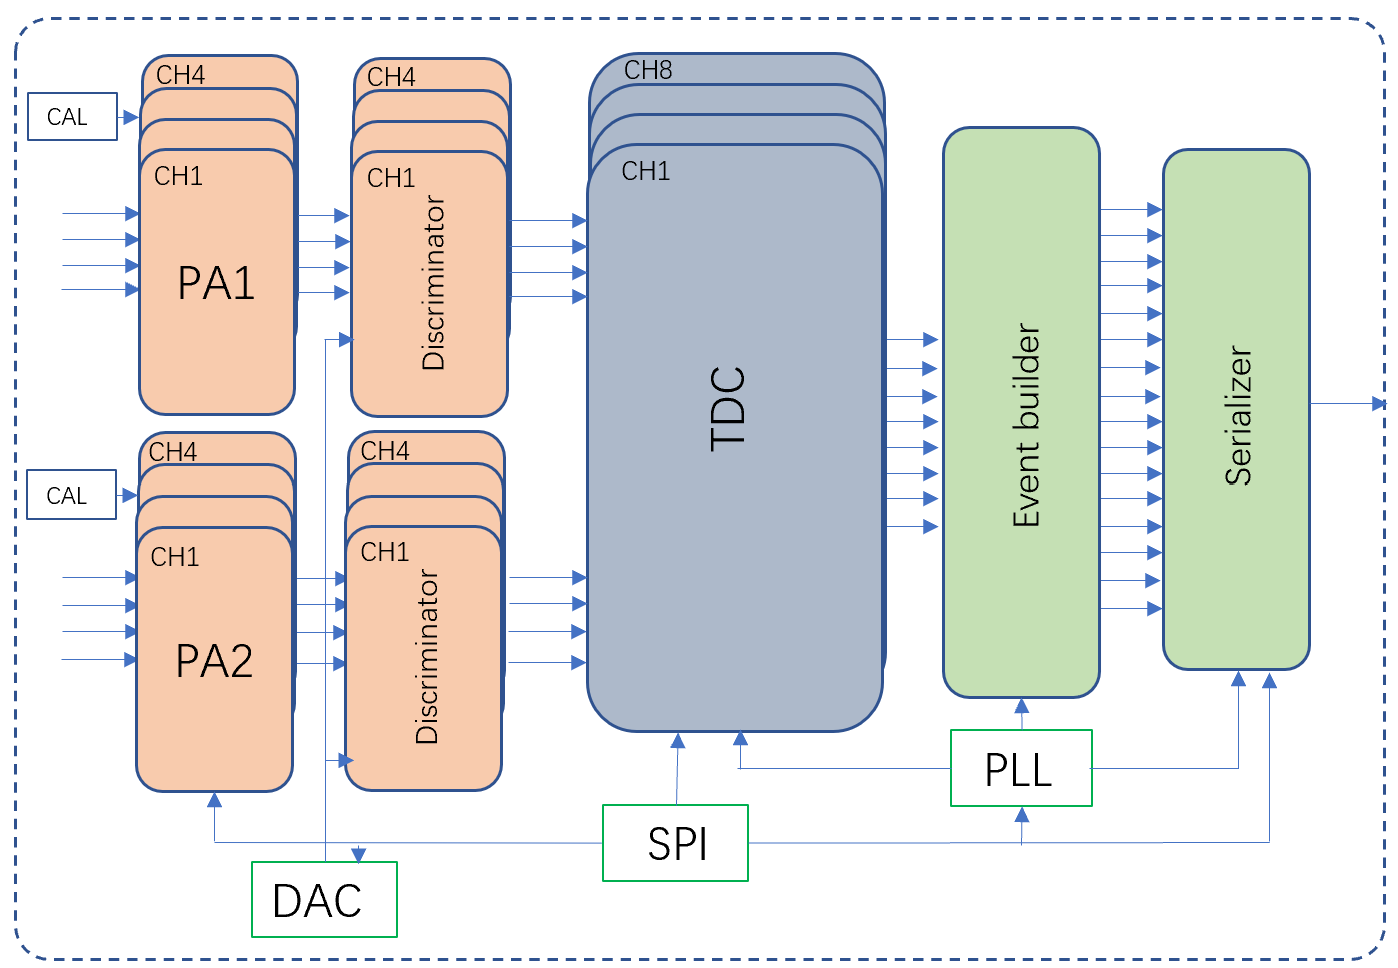 CH4
CH4
CH8
CAL
CH1
CH1
CH1
PA1
Discriminator
TDC
Event builder
Serializer
CH4
CH4
CAL
CH1
CH1
PA2
Discriminator
PLL
SPI
DAC